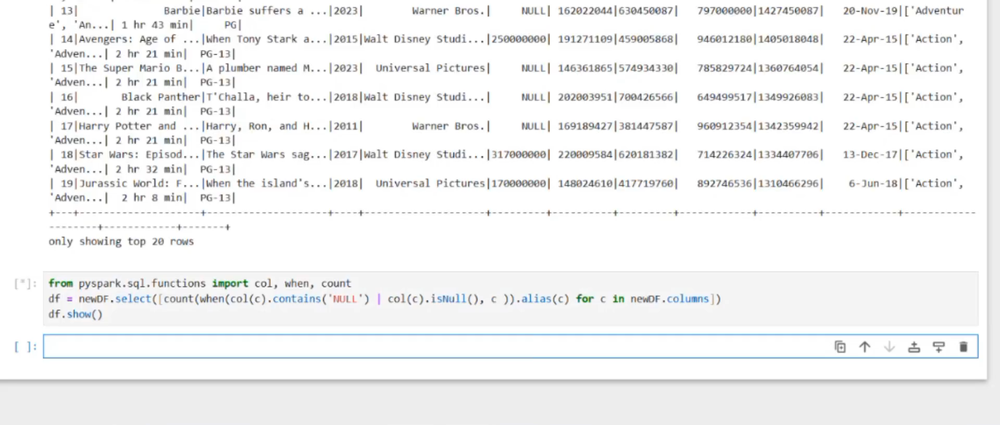 | 13|              Barbie|Barbie suffers a ...|2023|        Warner Bros.|     NULL| 162022044|630450087|   797000000|1427450087|   20-Nov-19|['Adventur
e', 'An...| 1 hr 43 min|     PG|
| 14|Avengers: Age of ...|When Tony Stark a...|2015|Walt Disney Studi...|250000000| 191271109|459005868|   946012180|1405018048|   22-Apr-15|['Action',
'Adven...| 2 hr 21 min|  PG-13|
| 15|The Super Mario B...|A plumber named M...|2023|  Universal Pictures|     NULL| 146361865|574934330|   785829724|1360764054|   22-Apr-15|['Action',
'Adven...| 2 hr 21 min|  PG-13|
| 16|       Black Panther|T'Challa, heir to...|2018|Walt Disney Studi...|     NULL| 202003951|700426566|   649499517|1349926083|   22-Apr-15|['Action',
'Adven...| 2 hr 21 min|  PG-13|
| 17|Harry Potter and ...|Harry, Ron, and H...|2011|        Warner Bros.|     NULL| 169189427|381447587|   960912354|1342359942|   22-Apr-15|['Action',
'Adven...| 2 hr 21 min|  PG-13|
| 18|Star Wars: Episod...|The Star Wars sag...|2017|Walt Disney Studi...|317000000| 220009584|620181382|   714226324|1334407706|   13-Dec-17|['Action',
'Adven...| 2 hr 32 min|  PG-13|
| 19|Jurassic World: F...|When the island's...|2018|  Universal Pictures|170000000| 148024610|417719760|   892746536|1310466296|    6-Jun-18|['Action',
'Adven...|  2 hr 8 min|  PG-13|
+---+--------------------+--------------------+----+--------------------+---------+----------+---------+------------+----------+------------+------------
--------+------------+-------+
only showing top 20 rows
[*]: from pyspark.sql.functions import col, when, count
df = newDF.select([count(when(col(c).contains('NULL') | col(c).isNull(), c )).alias(c) for c in newDF.columns])
df.show()
[ ]: